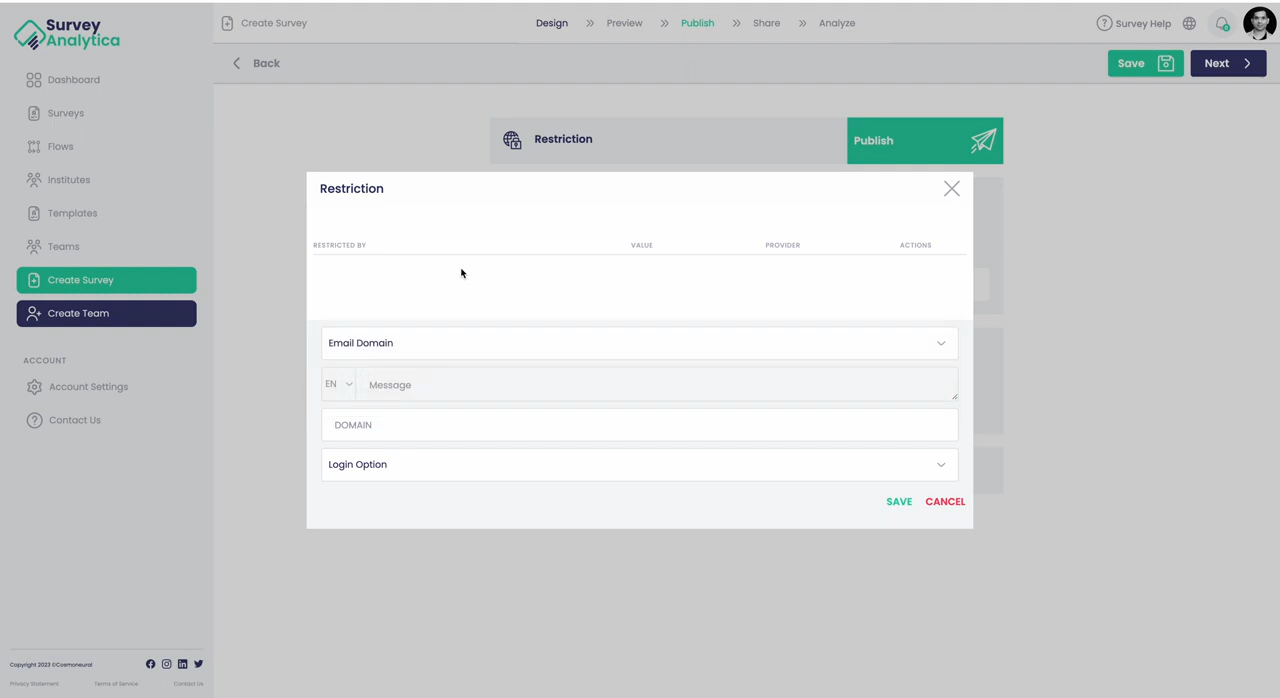 Survey
Analytica
Create Survey
Design
Preview
Publish
Share
Analyze
? Survey Help
Back
Save
Next
Dashboard
Surveys
Flows
Institutes
Templates
Teams
Create Survey
Create Team
ACCOUNT
Account Settings
? Contact Us
Restriction
Publish
Restriction
RESTRICTED BY
VALUE
PROVIDER
ACTIONS
Email Domain
EN
Message
DOMAIN
Login Option
SAVE
CANCEL
Copyright 2023 ©Cosmoneural
Privacy Statement
Terms of Service
Contact Us